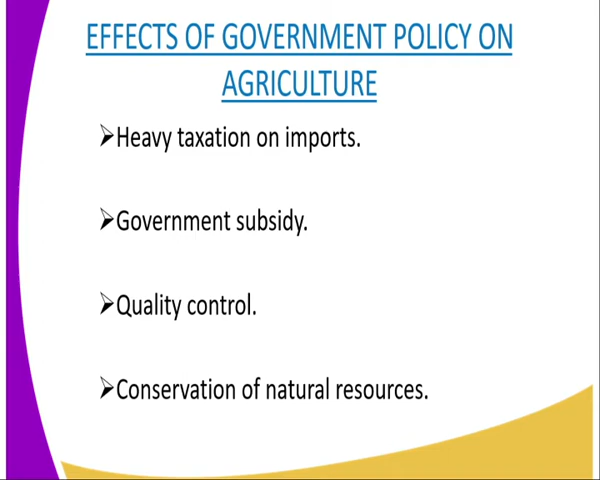 EFFECTS OF GOVERNMENT POLICY ON
AGRICULTURE
➢Heavy taxation on imports.
➢Government subsidy.
➢Quality control.
➢Conservation of natural resources.